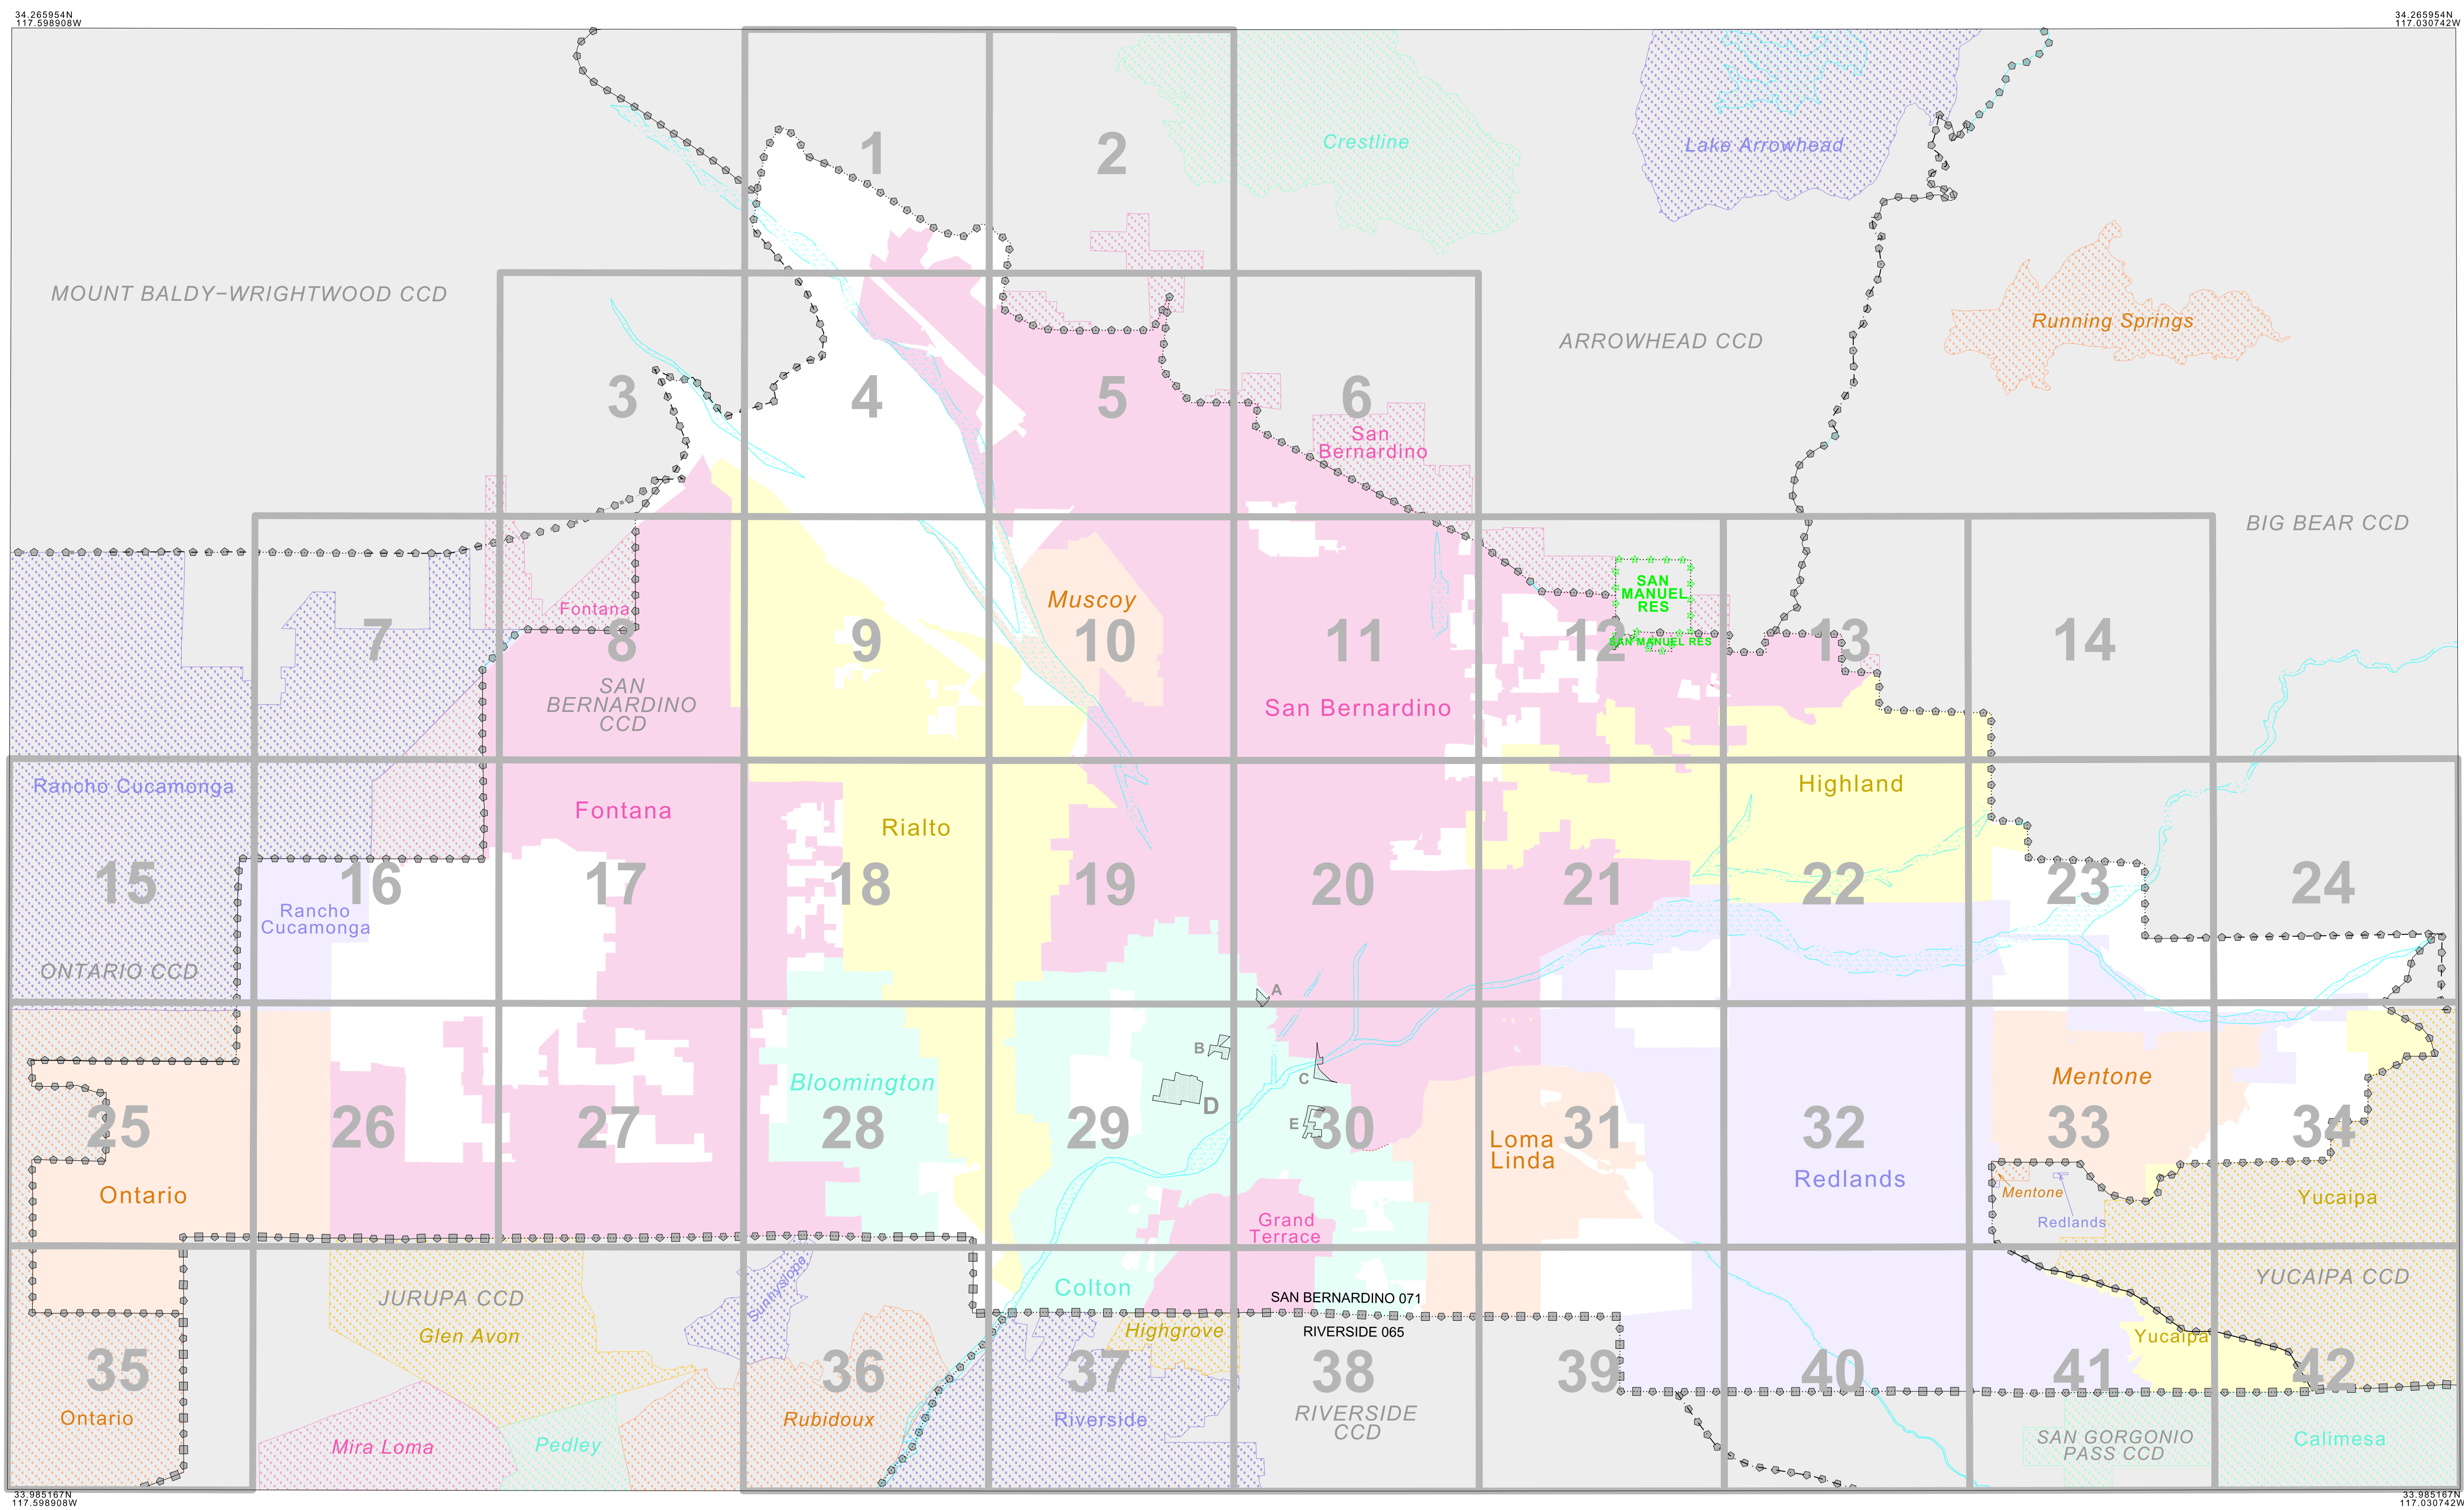 34.265954N
117.598908W
34.265954N
117.030742W
1
2
Crestline
Lake Arrowhead
MOUNT BALDY-WRIGHTWOOD CCD
ARROWHEAD CCD
Running Springs
3
4
5
6
San
Bernardino
BIG BEAR CCD
SAN
MANUEL
RES
SAN MANUEL RES
Fontana
Muscoy
7
8
9
10
11
12
13
14
SAN
BERNARDINO
CCD
San Bernardino
Rancho Cucamonga
Fontana
Rialto
Highland
15
16
17
18
19
20
21
22
23
24
Rancho
Cucamonga
ONTARIO CCD
A
B
C
D
E
Bloomington
Mentone
25
26
27
28
29
30
31
32
33
34
Loma
Linda
Ontario
Redlands
Mentone
Redlands
Yucaipa
Grand
Terrace
Colton
SAN BERNARDINO 071
RIVERSIDE 065
JURUPA CCD
Sunnyslope
Glen Avon
Highgrove
YUCAIPA CCD
Yucaipa
35
36
37
38
39
40
41
42
Ontario
Mira Loma
Pedley
Rubidoux
Riverside
RIVERSIDE
CCD
SAN GORGONIO
PASS CCD
Calimesa
33.985167N
117.598908W
33.985167N
117.030742W